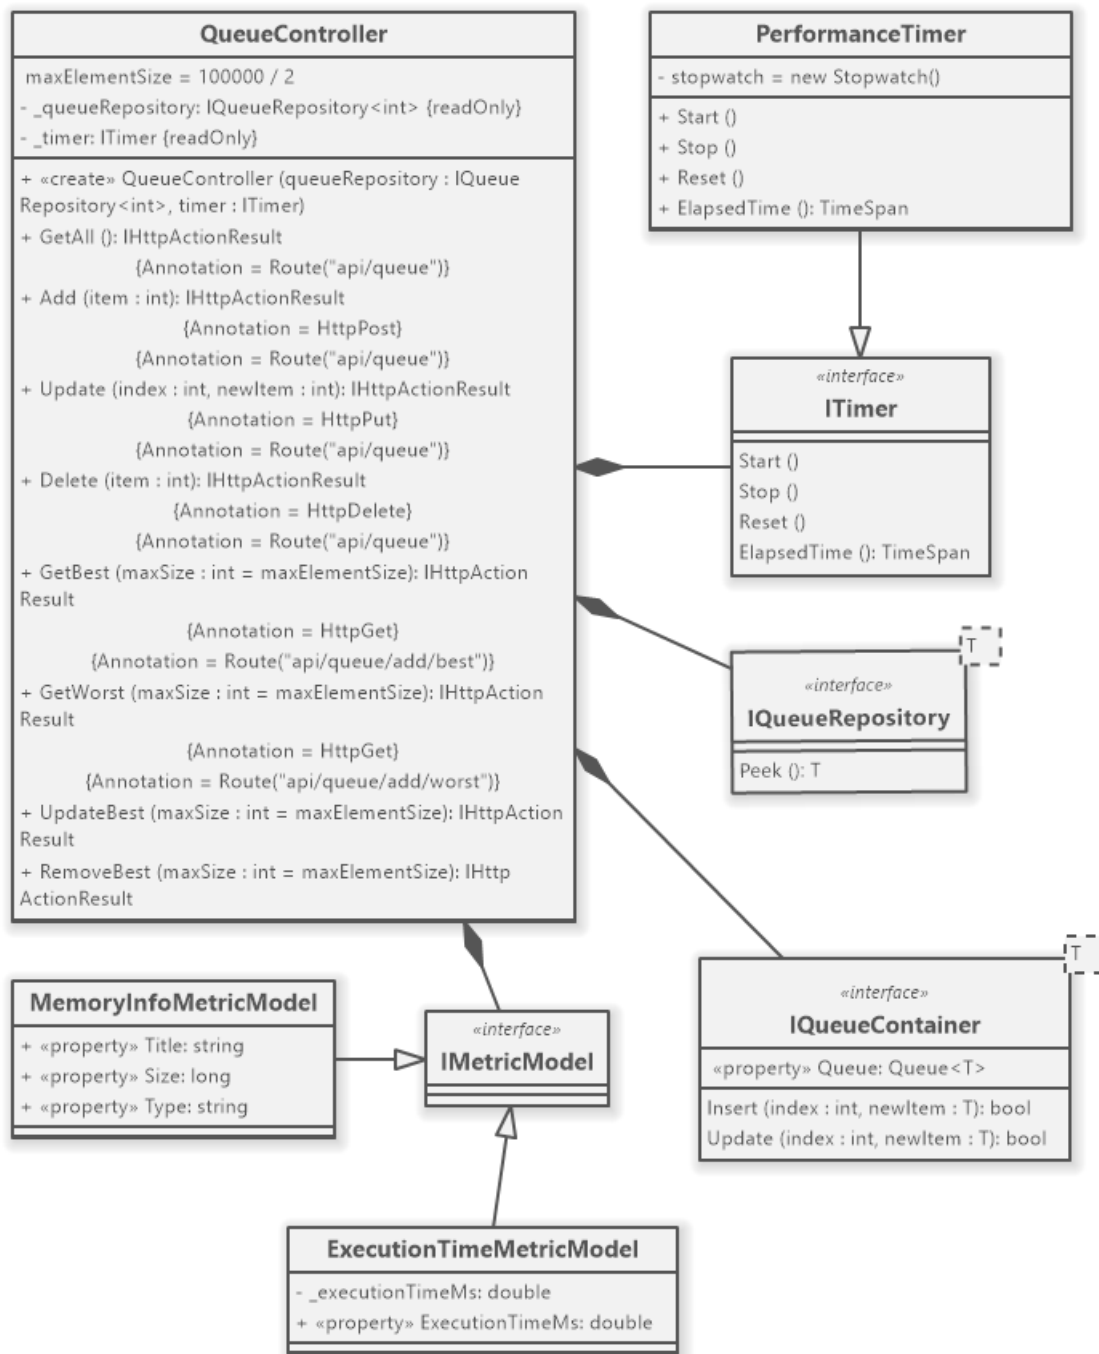 QueueController
maxElementSize = 100000 / 2
- _queueRepository: IQueueRepository<int> {readOnly}
- _timer: ITimer {readOnly}
+ «create» QueueController (queueRepository : IQueue
Repository<int>, timer : ITimer)
+ GetAll (): IHttpActionResult
{Annotation = Route("api/queue")}
+ Add (item : int): IHttpActionResult
{Annotation = HttpPost}
{Annotation = Route("api/queue")}
+ Update (index : int, newItem : int): IHttpActionResult
{Annotation = HttpPut}
{Annotation = Route("api/queue")}
+ Delete (item : int): IHttpActionResult
{Annotation = HttpDelete}
{Annotation = Route("api/queue")}
+ GetBest (maxSize : int = maxElementSize): IHttpAction
Result
{Annotation = HttpGet}
{Annotation = Route("api/queue/add/best")}
+ GetWorst (maxSize : int = maxElementSize): IHttpAction
Result
{Annotation = HttpGet}
{Annotation = Route("api/queue/add/worst")}
+ UpdateBest (maxSize : int = maxElementSize): IHttpAction
Result
+ RemoveBest (maxSize : int = maxElementSize): IHttp
ActionResult
PerformanceTimer
- stopwatch = new Stopwatch()
+ Start ()
+ Stop ()
+ Reset ()
+ ElapsedTime (): TimeSpan
«interface»
ITimer
Start ()
Stop ()
Reset ()
ElapsedTime (): TimeSpan
T
«interface»
IQueueRepository
Peek (): T
T
«interface»
IQueueContainer
«property» Queue: Queue<T>
Insert (index : int, newItem : T): bool
Update (index : int, newItem : T): bool
MemoryInfoMetricModel
+ «property» Title: string
+ «property» Size: long
+ «property» Type: string
«interface»
IMetricModel
ExecutionTimeMetricModel
- _executionTimeMs: double
+ «property» ExecutionTimeMs: double